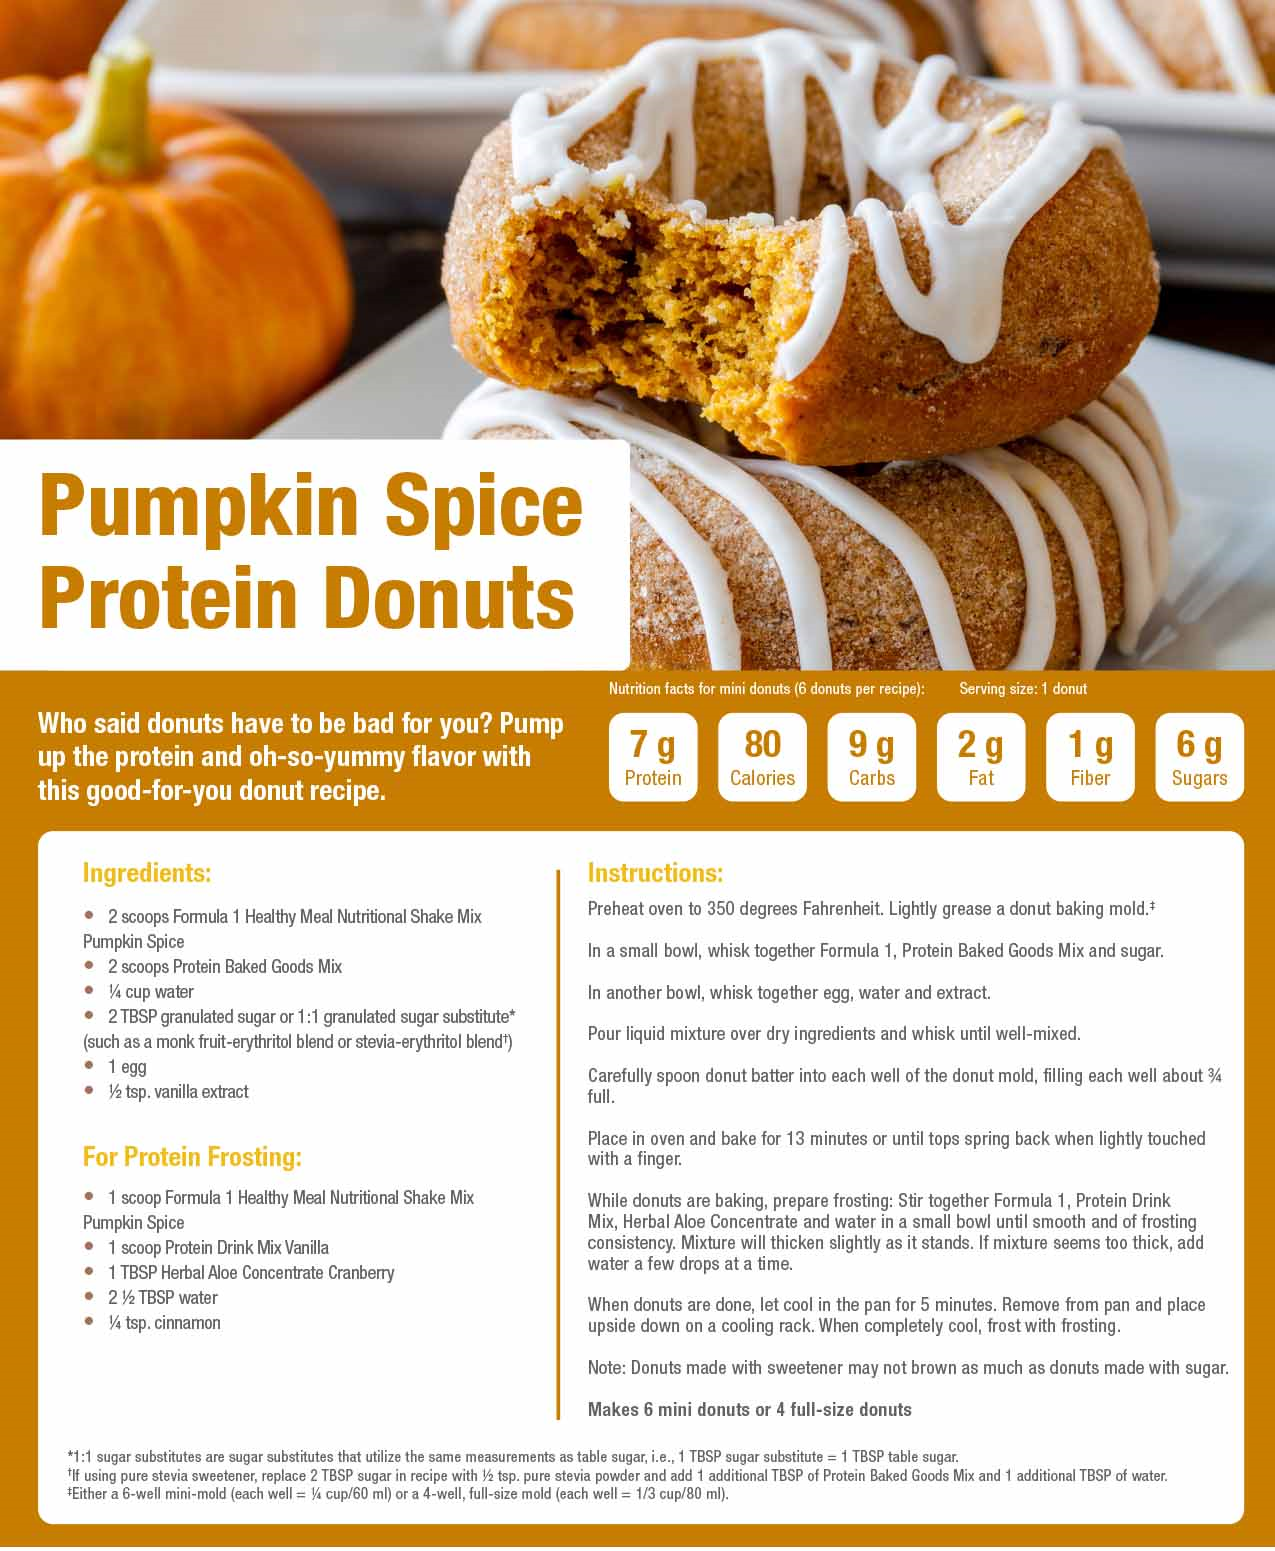 Pumpkin Spice
Protein Donuts
Nutrition facts for mini donuts (6 donuts per recipe): Serving size: 1 donut
Who said donuts have to be bad for you? Pump
up the protein and oh-so-yummy flavor with
this good-for-you donut recipe.
7 g 80 9 g 2 g 1 g 6 g
Protein Calories Carbs Fat Fiber Sugars
Ingredients:
• 2 scoops Formula 1 Healthy Meal Nutritional Shake Mix
Pumpkin Spice
• 2 scoops Protein Baked Goods Mix
• ¼ cup water
• 2 TBSP granulated sugar or 1:1 granulated sugar substitute*
(such as a monk fruit-erythritol blend or stevia-erythritol blend†)
• 1 egg
• ½ tsp. vanilla extract
For Protein Frosting:
• 1 scoop Formula 1 Healthy Meal Nutritional Shake Mix
Pumpkin Spice
• 1 scoop Protein Drink Mix Vanilla
• 1 TBSP Herbal Aloe Concentrate Cranberry
• 2 ½ TBSP water
• ¼ tsp. cinnamon
Instructions:
Preheat oven to 350 degrees Fahrenheit. Lightly grease a donut baking mold.‡
In a small bowl, whisk together Formula 1, Protein Baked Goods Mix and sugar.
In another bowl, whisk together egg, water and extract.
Pour liquid mixture over dry ingredients and whisk until well-mixed.
Carefully spoon donut batter into each well of the donut mold, filling each well about ¾
full.
Place in oven and bake for 13 minutes or until tops spring back when lightly touched
with a finger.
While donuts are baking, prepare frosting: Stir together Formula 1, Protein Drink
Mix, Herbal Aloe Concentrate and water in a small bowl until smooth and of frosting
consistency. Mixture will thicken slightly as it stands. If mixture seems too thick, add
water a few drops at a time.
When donuts are done, let cool in the pan for 5 minutes. Remove from pan and place
upside down on a cooling rack. When completely cool, frost with frosting.
Note: Donuts made with sweetener may not brown as much as donuts made with sugar.
Makes 6 mini donuts or 4 full-size donuts
*1:1 sugar substitutes are sugar substitutes that utilize the same measurements as table sugar, i.e., 1 TBSP sugar substitute = 1 TBSP table sugar.
†If using pure stevia sweetener, replace 2 TBSP sugar in recipe with ½ tsp. pure stevia powder and add 1 additional TBSP of Protein Baked Goods Mix and 1 additional TBSP of water.
‡Either a 6-well mini-mold (each well = ¼ cup/60 ml) or a 4-well, full-size mold (each well = 1/3 cup/80 ml).